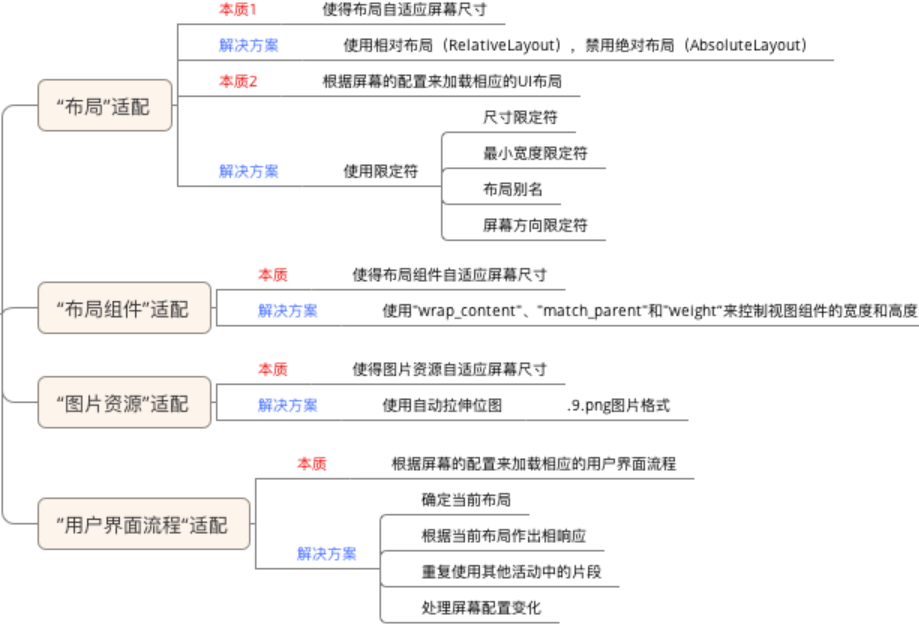 “布局”适配
本质1 使得布局自适应屏幕尺寸
解决方案 使用相对布局（RelativeLayout），禁用绝对布局（AbsoluteLayout）
本质2 根据屏幕的配置来加载相应的UI布局
解决方案 使用限定符
尺寸限定符
最小宽度限定符
布局别名
屏幕方向限定符
“布局组件”适配
本质 使得布局组件自适应屏幕尺寸
解决方案 使用"wrap_content"、"match_parent"和"weight“来控制视图组件的宽度和高度
“图片资源”适配
本质 使得图片资源自适应屏幕尺寸
解决方案 使用自动拉伸位图 .9.png图片格式
”用户界面流程“适配
本质 根据屏幕的配置来加载相应的用户界面流程
解决方案
确定当前布局
根据当前布局作出相响应
重复使用其他活动中的片段
处理屏幕配置变化